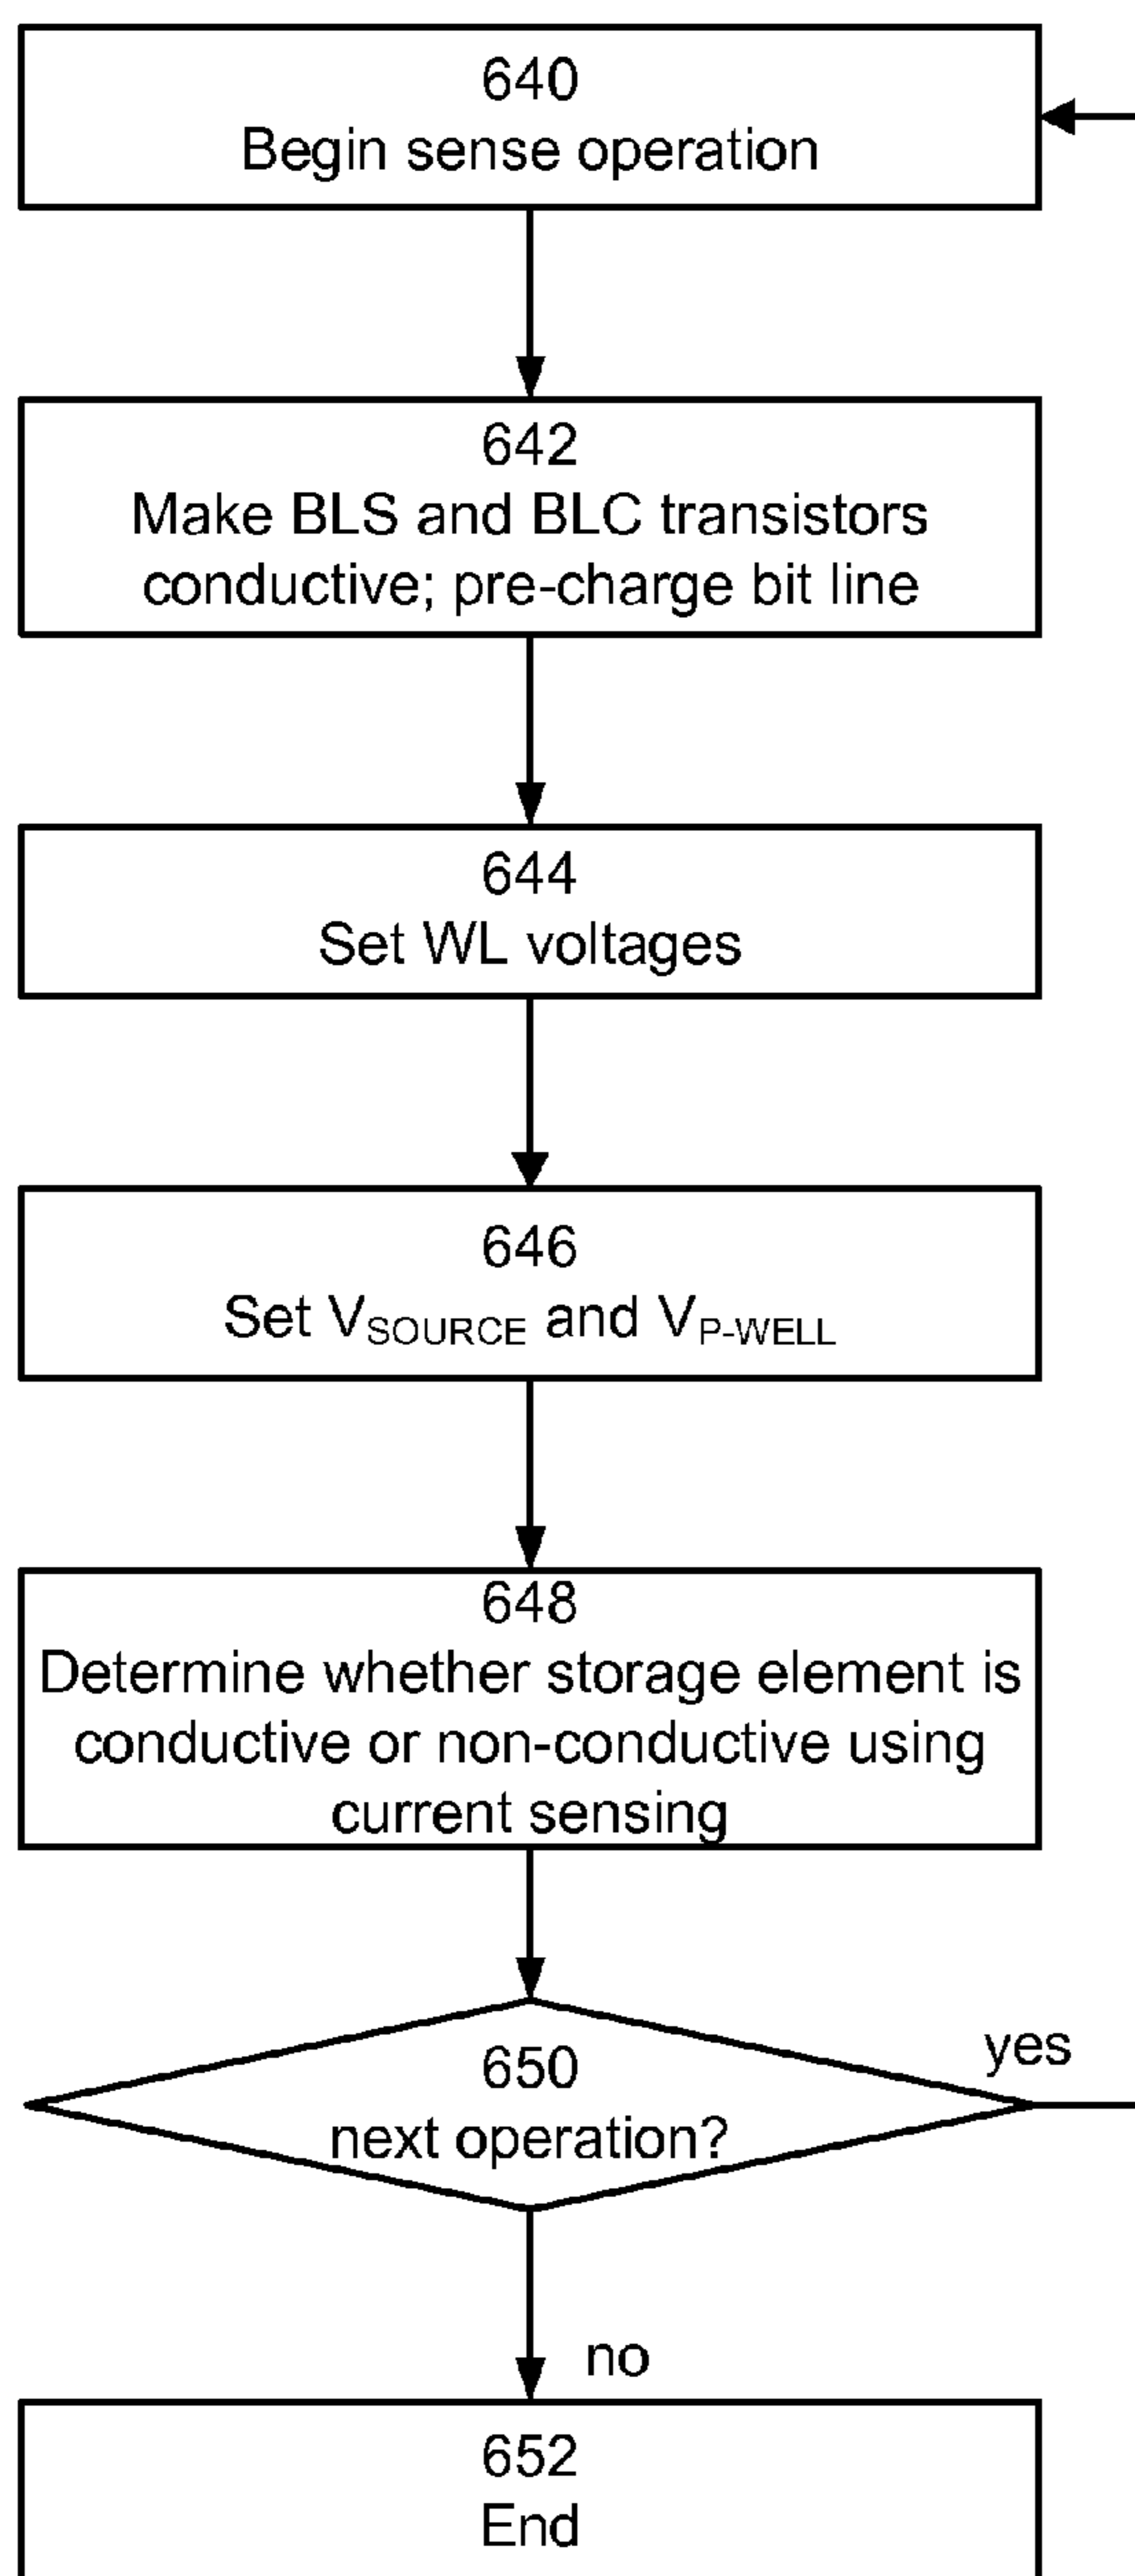 640
Begin sense operation
642
Make BLS and BLC transistors
conductive; pre-charge bit line
644
Set WL voltages
646
Set VSOURCE and VP-WELL
648
Determine whether storage element is
conductive or non-conductive using
current sensing
650
next operation?
yes
no
652
End